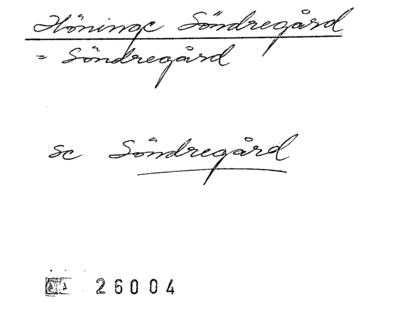 Höninge Söndregård
= Söndregård
se Söndregård
26004